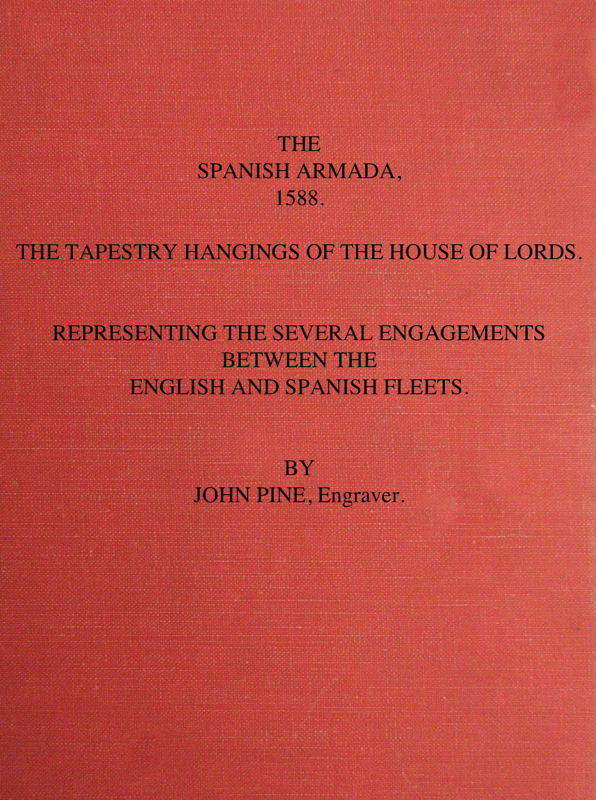 THE
SPANISH ARMADA,
1588.
THE TAPESTRY HANGINGS OF THE HOUSE OF LORDS.
REPRESENTING THE SEVERAL ENGAGEMENTS
BETWEEN THE
ENGLISH AND SPANISH FLEETS.
BY
JOHN PINE, Engraver.